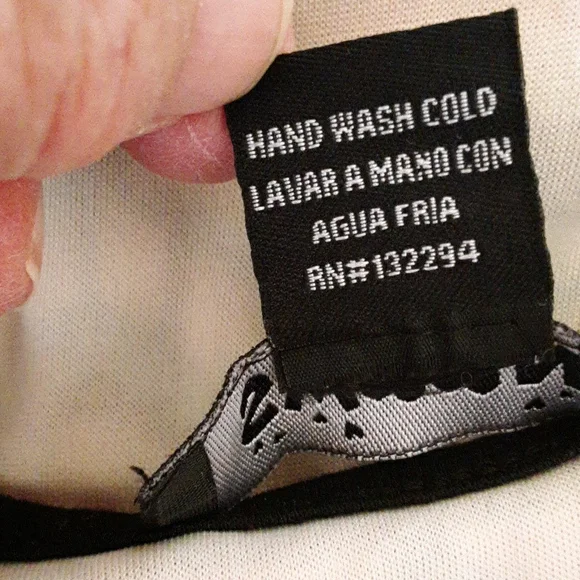 HAND WASH COLD
LAVAR A MANO CON
AGUA FRIA
RN#132294